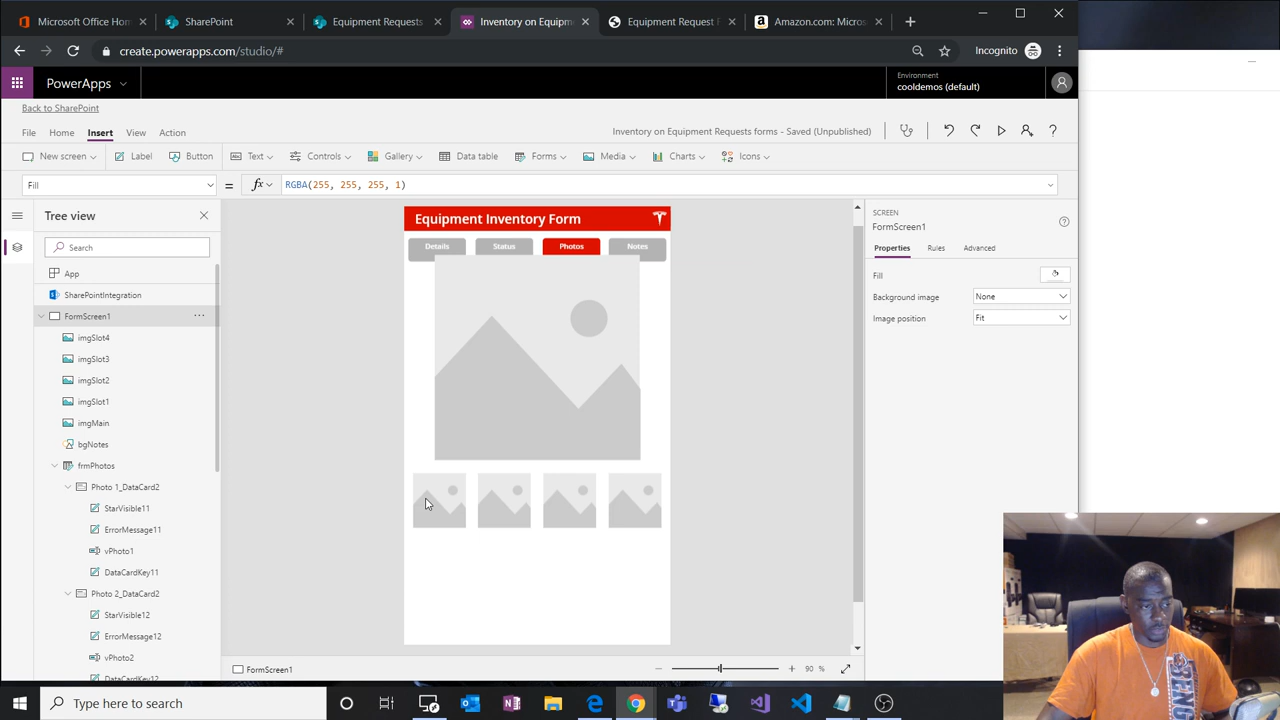 Microsoft Office Hom
SharePoint
Equipment Requests
Inventory on Equipm
Equipment Request F
Amazon.com: Micros
create.powerapps.com/studio/#
Incognito
PowerApps
Environment
cooldemos (default)
Back to SharePoint
File
Home
Insert
View
Action
Inventory on Equipment Requests forms - Saved (Unpublished)
New screen
Label
Button
Text
Controls
Gallery
Data table
Forms
Media
Charts
Icons
Fill
=
fx
RGBA(255, 255, 255, 1)
Tree view
Search
App
SharePointIntegration
FormScreen1
imgSlot4
imgSlot3
imgSlot2
imgSlot1
imgMain
bgNotes
frmPhotos
Photo 1_DataCard2
StarVisible11
ErrorMessage11
vPhoto1
DataCardKey11
Photo 2_DataCard2
StarVisible12
ErrorMessage12
vPhoto2
DataCardKey12
Equipment Inventory Form
Details
Status
Photos
Notes
SCREEN
FormScreen1
Properties
Rules
Advanced
Fill
Background image
None
Image position
Fit
FormScreen1
90 %
Type here to search